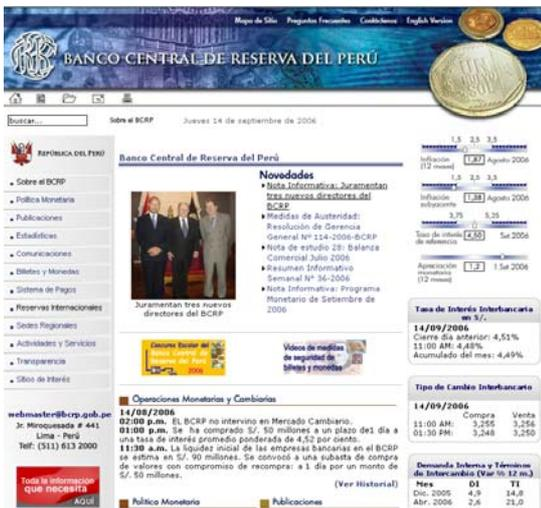 Mapa de Sitio Preguntas Frecuentes Contáctenos English Version
BANCO CENTRAL DE RESERVA DEL PERÚ
buscar...
Sobre el BCRP
Jueves 14 de septiembre de 2006
REPÚBLICA DEL PERÚ
Sobre el BCRP
Política Monetaria
Publicaciones
Estadísticas
Comunicaciones
Billetes y Monedas
Sistema de Pagos
Reservas Internacionales
Sedes Regionales
Actividades y Servicios
Transparencia
Sitios de Interés
webmaster@bcrp.gob.pe
Jr. Miroquesada # 441
Lima - Perú
Telf: (511) 613 2000
Toda la información
que necesita
AQUÍ
Banco Central de Reserva del Perú
Juramentan tres nuevos
directores del BCRP
Novedades
Nota Informativa: Juramentan
tres nuevos directores del
BCRP
Medidas de Austeridad:
Resolución de Gerencia
General Nº 114-2006-BCRP
Nota de estudio 28: Balanza
Comercial Julio 2006
Resumen Informativo
Semanal Nº 36-2006
Nota Informativa: Programa
Monetario de Setiembre de
2006
Concurso Escolar del
Banco Central de
Reserva del Perú
2006
Videos de medidas
de seguridad de
billetes y monedas
Operaciones Monetarias y Cambiarias
14/08/2006
02:00 p.m. EL BCRP no intervino en Mercado Cambiario.
01:00 p.m. Se ha comprado S/. 50 millones a un plazo de1 día a
una tasa de interés promedio ponderada de 4,52 por ciento.
11:30 a.m. La liquidez inicial de las empresas bancarias en el BCRP
se estima en S/. 90 millones. Se convocó a una subasta de compra
de valores con compromiso de recompra: a 1 día por un monto de
S/. 50 millones.
(Ver Historial)
Política Monetaria
Publicaciones
1,5 2,5 3,5
Inflación 1,87 Agosto 2006
(12 meses)
1,5 2,5 3,5
Inflación 1,38 Agosto 2006
subyacente
3,75 5,25
Tasa de interés 4,50 Set 2006
de referencia
Apreciación 1,2 1 Set 2006
monetaria
(12 meses)
Tasa de Interés Interbancaria
en S/.
14/09/2006
Cierre día anterior: 4,51%
11:00 AM: 4,48%
Acumulado del mes: 4,49%
Tipo de Cambio Interbancario
14/09/2006
Compra Venta
11:00 AM: 3,255 3,256
01:30 PM: 3,248 3,250
Demanda Interna y Términos
de Intercambio (Var % 12 m.)
Mes DI TI
Dic. 2005 4,9 14,8
Abr. 2006 2,6 21,0